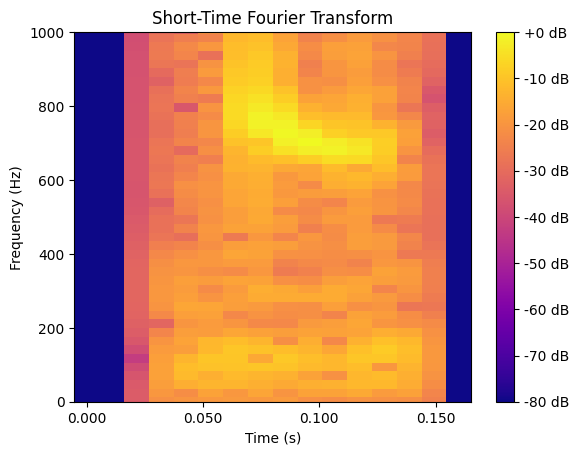 Short-Time Fourier Transform
1000
800
600
400
200
0
Frequency (Hz)
0.000
0.050
0.100
0.150
Time (s)
+0 dB
-10 dB
-20 dB
-30 dB
-40 dB
-50 dB
-60 dB
-70 dB
-80 dB